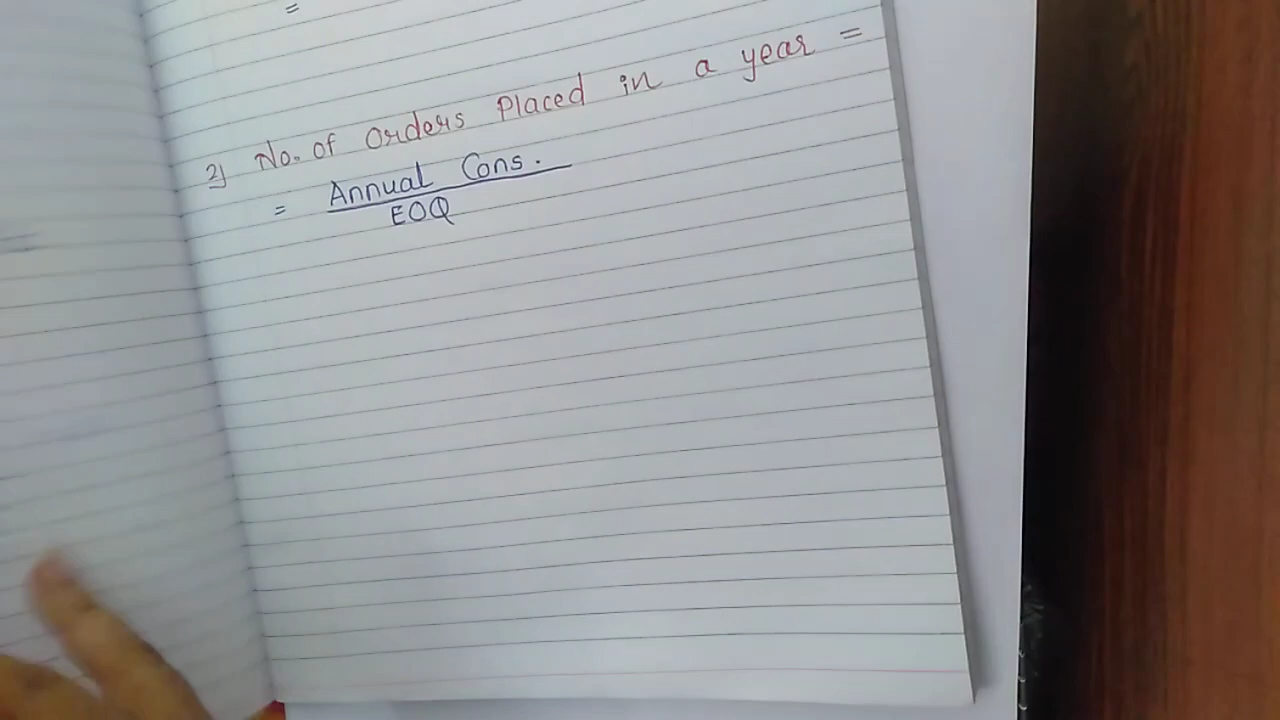 =
2) No. of Orders Placed in a year =
= Annual Cons.
EOQ